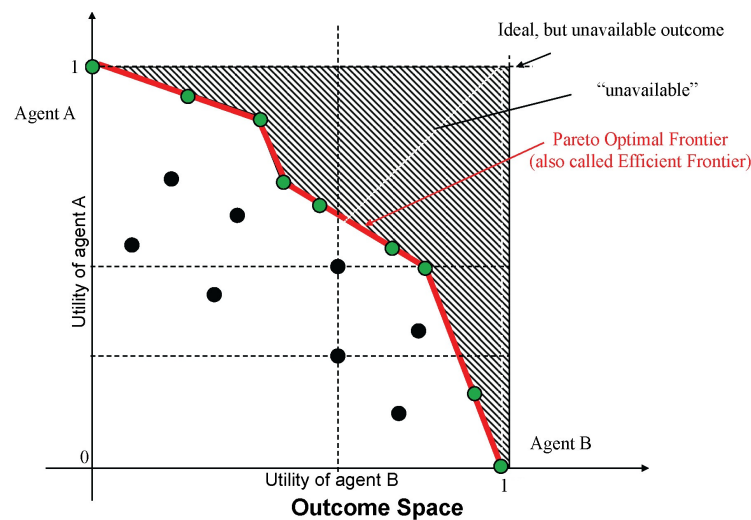 Ideal, but unavailable outcome
1
“unavailable”
Agent A
Pareto Optimal Frontier
(also called Efficient Frontier)
Utility of agent A
Agent B
0
Utility of agent B
1
Outcome Space